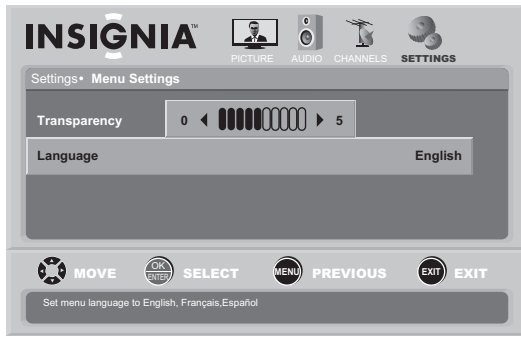 INSIGNIA™
PICTURE AUDIO CHANNELS SETTINGS
Settings• Menu Settings
Transparency 0 5
Language English
MOVE OK ENTER SELECT MENU PREVIOUS EXIT EXIT
Set menu language to English, Français,Español